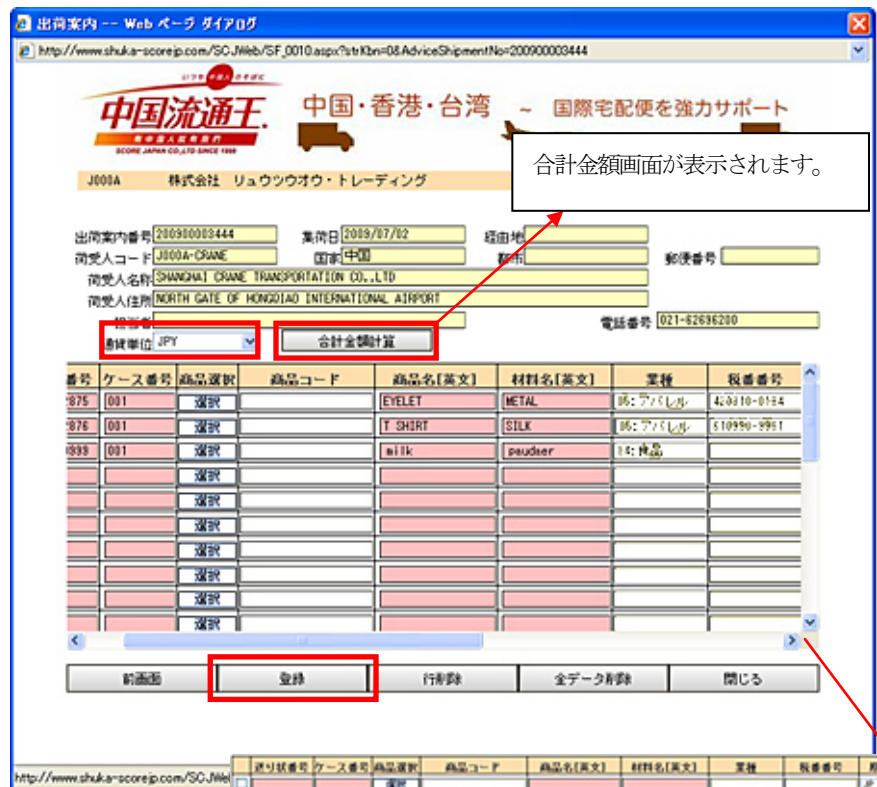 出荷案内 -- Web ページ ダイアログ
http://www.shuka-scorejp.com/SCJWeb/SF_0010.aspx?strKbn=08&AdviceShipmentNo=200900003444
中国流通王. 中国・香港・台湾 ~ 国際宅配便を強力サポート
SCORE JAPAN CO.,LTD SINCE 1998
合計金額画面が表示されます。
J000A 株式会社 リュウツウオウ・トレーディング
出荷案内番号 200900003444 集荷日 2009/07/02 経由地
荷受人コード J000A-CRANE 国家 中国 都市 郵便番号
荷受人名称 SHANGHAI CRANE TRANSPORTATION CO.,LTD
荷受人住所 NORTH GATE OF HONGQIAO INTERNATIONAL AIRPORT
担当者 電話番号 021-62696200
通貨単位 JPY 合計金額計算
番号 ケース番号 商品選択 商品コード 商品名[英文] 材料名[英文] 業種 税番番号
875 001 選択 EYELET METAL 05:アパレル
876 001 選択 T SHIRT SILK 05:アパレル
001 選択 milk 食品
選択
選択
選択
選択
選択
選択
選択
前画面 登録 行削除 全データ削除 閉じる
http://www.shuka-scorejp.com/SCJWe
送り状番号 ケース番号 商品選択 商品コード 商品名[英文] 材料名[英文] 業種 税番番号
選択